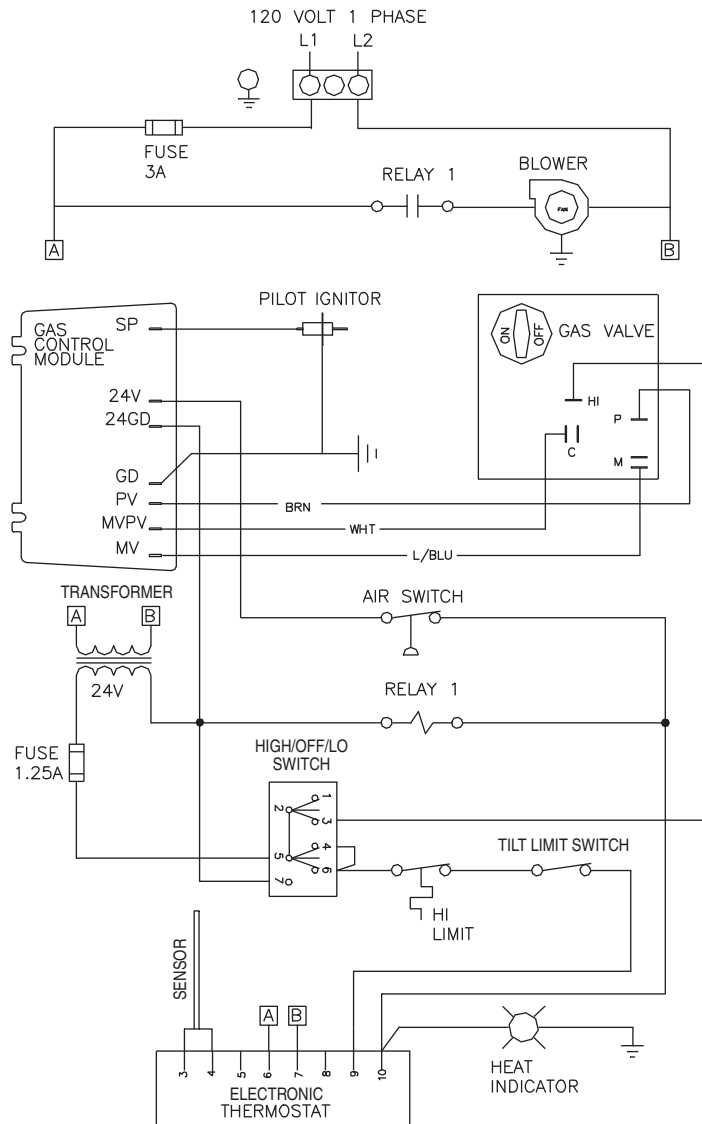 120 VOLT 1 PHASE
L1 L2
FUSE
3A
RELAY 1
BLOWER
FAN
A
B
GAS
CONTROL
MODULE
SP
24V
24GD
GD
PV
MVPV
MV
PILOT IGNITOR
ON OFF
GAS VALVE
HI
P
C
M
BRN
WHT
L/BLU
TRANSFORMER
A B
24V
AIR SWITCH
RELAY 1
FUSE
1.25A
HIGH/OFF/LO
SWITCH
1
2
3
4
5
6
7
TILT LIMIT SWITCH
HI
LIMIT
SENSOR
A B
3 4 5 6 7 8 9 10
ELECTRONIC
THERMOSTAT
HEAT
INDICATOR